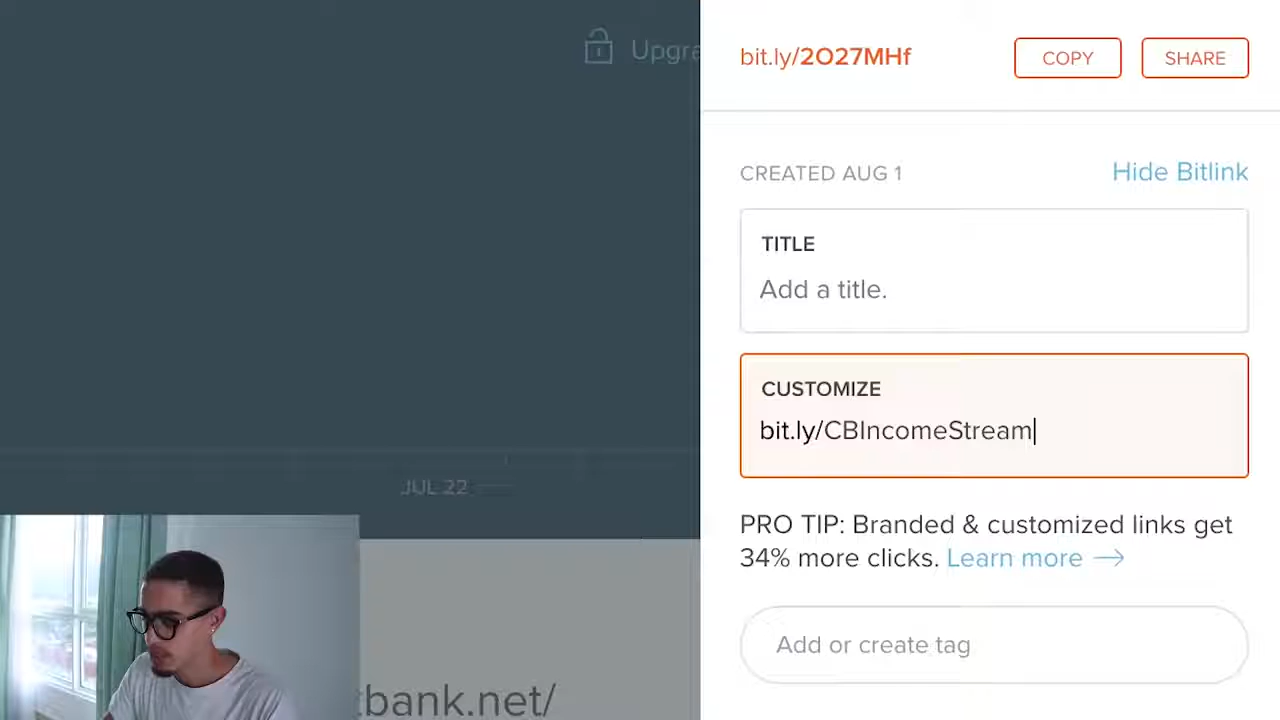 Upgra
bit.ly/2O27MHf
COPY
SHARE
CREATED AUG 1
Hide Bitlink
TITLE
Add a title.
CUSTOMIZE
bit.ly/CBIncomeStream
JUL 22
PRO TIP: Branded & customized links get
34% more clicks. Learn more →
Add or create tag
tbank.net/